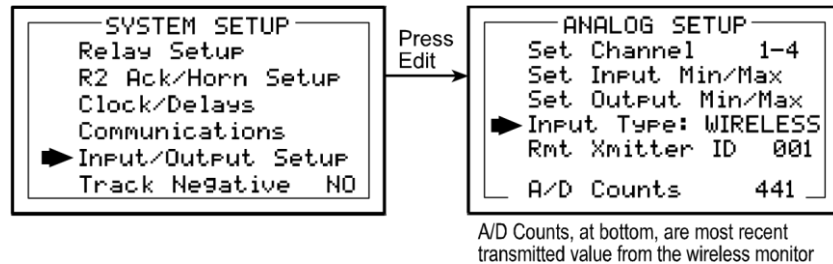 SYSTEM SETUP
Relay Setup
R2 Ack/Horn Setup
Clock/Delays
Communications
Input/Output Setup
Track Negative NO
Press
Edit
ANALOG SETUP
Set Channel 1-4
Set Input Min/Max
Set Output Min/Max
Input Type: WIRELESS
Rmt Xmitter ID 001
A/D Counts 441
A/D Counts, at bottom, are most recent
transmitted value from the wireless monitor